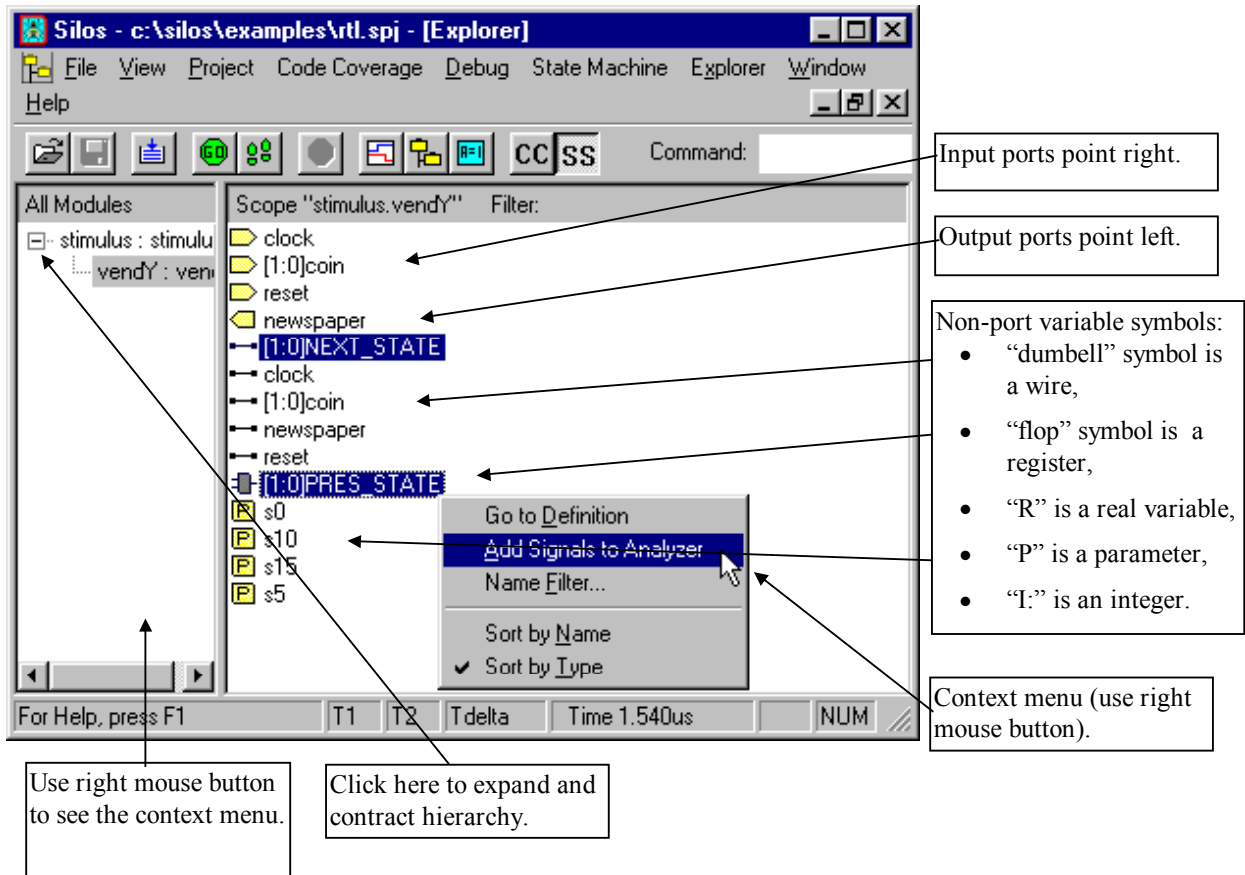 Silos - c:\silos\examples\rtl.spj - [Explorer]
File View Project Code Coverage Debug State Machine Explorer Window
Help
GO A=I CC SS Command:
All Modules
Scope "stimulus.vendY" Filter:
stimulus : stimulu
vendY : ven
clock
[1:0]coin
reset
newspaper
[1:0]NEXT_STATE
clock
[1:0]coin
newspaper
reset
[1:0]PRES_STATE
P s0
P s10
P s15
P s5
Go to Definition
Add Signals to Analyzer
Name Filter...
Sort by Name
Sort by Type
For Help, press F1 T1 T2 Tdelta Time 1.540us NUM
Input ports point right.
Output ports point left.
Non-port variable symbols:
• “dumbell” symbol is
a wire,
• “flop” symbol is a
register,
• “R” is a real variable,
• “P” is a parameter,
• “I:” is an integer.
Context menu (use right
mouse button).
Use right mouse button
to see the context menu.
Click here to expand and
contract hierarchy.